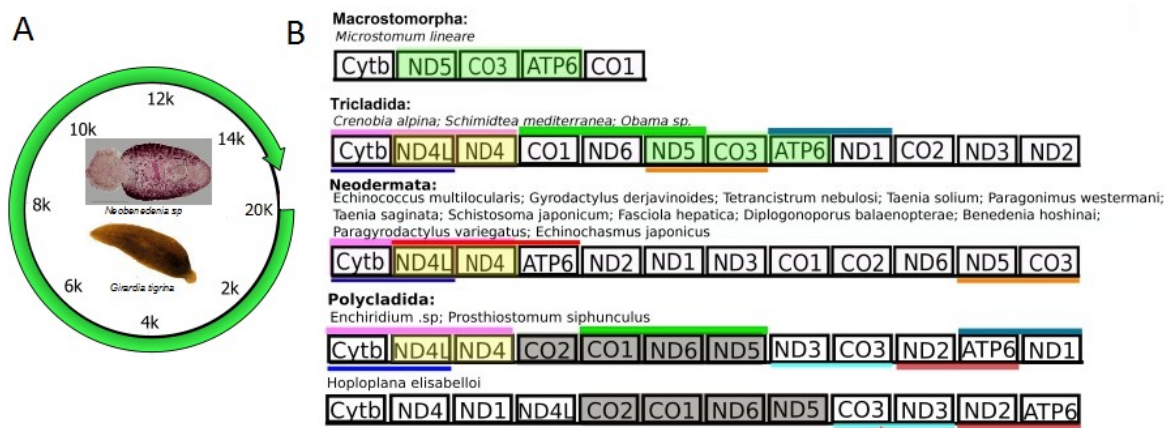 A
12k
10k
14k
Neobenedenia sp
8k
20K
Girardia tigrina
6k
2k
4k
B
Macrostomorpha:
Microstomum lineare
Cytb ND5 CO3 ATP6 CO1
Tricladida:
Crenobia alpina; Schimidtea mediterranea; Obama sp.
Cytb ND4L ND4 CO1 ND6 ND5 CO3 ATP6 ND1 CO2 ND3 ND2
Neodermata:
Echinococcus multilocularis; Gyrodactylus derjavinoides; Tetrancistrum nebulosi; Taenia solium; Paragonimus westermani;
Taenia saginata; Schistosoma japonicum; Fasciola hepatica; Diplogonoporus balaenopterae; Benedenia hoshinai;
Paragyrodactylus variegatus; Echinochasmus japonicus
Cytb ND4L ND4 ATP6 ND2 ND1 ND3 CO1 CO2 ND6 ND5 CO3
Polycladida:
Enchiridium .sp; Prosthiostomum siphunculus
Cytb ND4L ND4 CO2 CO1 ND6 ND5 ND3 CO3 ND2 ATP6 ND1
Hoploplana elisabelloi
Cytb ND4 ND1 ND4L CO2 CO1 ND6 ND5 CO3 ND3 ND2 ATP6